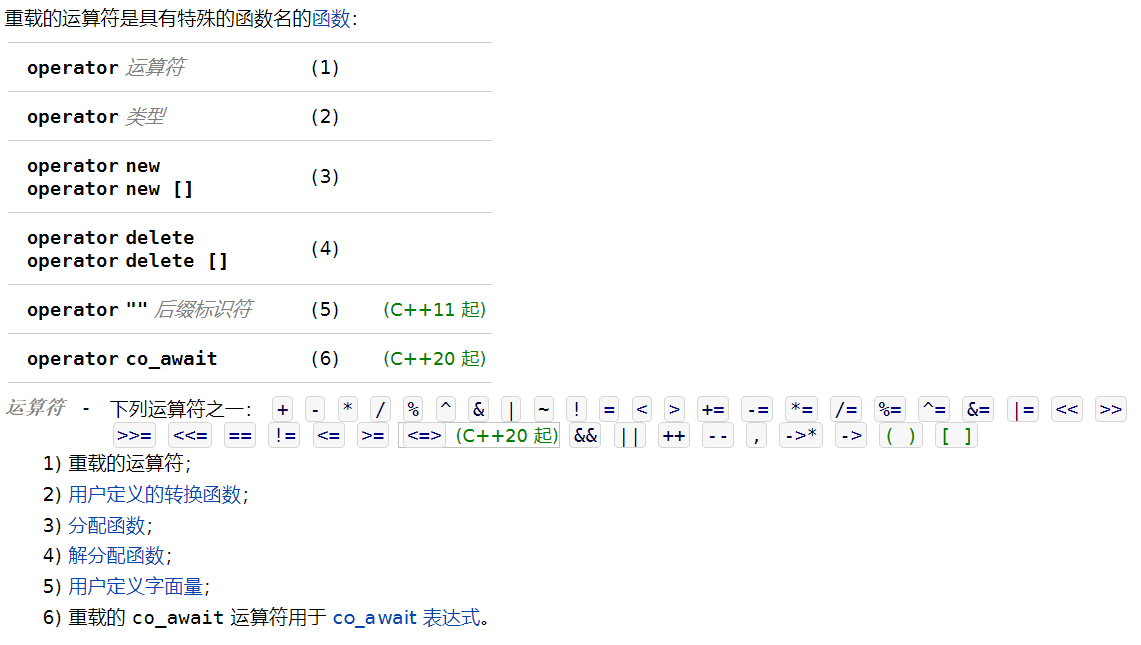 重载的运算符是具有特殊的函数名的函数:
operator 运算符 (1)
operator 类型 (2)
operator new
operator new [] (3)
operator delete
operator delete [] (4)
operator "" 后缀标识符 (5) (C++11 起)
operator co_await (6) (C++20 起)
运算符 - 下列运算符之一: + - * / % ^ & | ~ ! = < > += -= *= /= %= ^= &= |= << >>
>>= <<= == != <= >= <=> (C++20 起) && || ++ -- , ->* -> ( ) [ ]
1) 重载的运算符;
2) 用户定义的转换函数;
3) 分配函数;
4) 解分配函数;
5) 用户定义字面量;
6) 重载的 co_await 运算符用于 co_await 表达式。